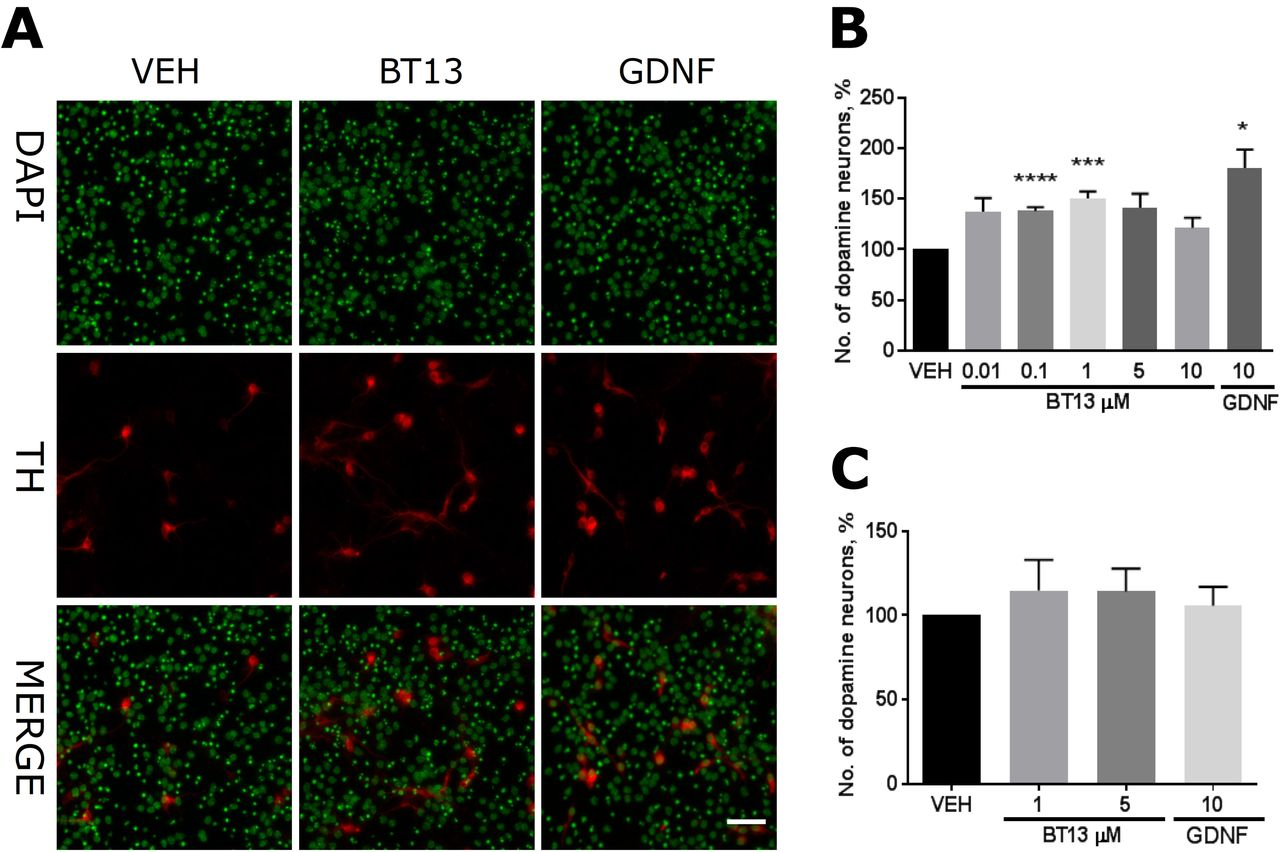 A
VEH BT13 GDNF
DAPI
TH
MERGE
B
No. of dopamine neurons, %
250
200
150
100
50
0
*
***
****
VEH 0.01 0.1 1 5 10 10
BT13 μM GDNF
C
No. of dopamine neurons, %
150
100
50
0
VEH 1 5 10
BT13 μM GDNF